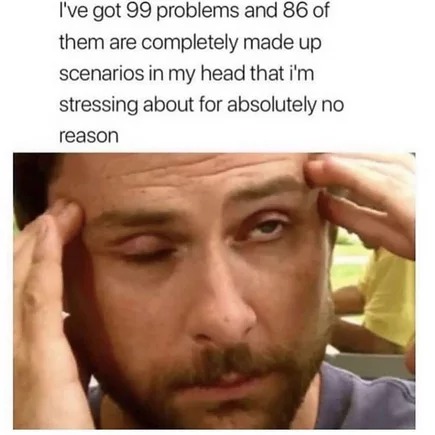 I've got 99 problems and 86 of
them are completely made up
scenarios in my head that i'm
stressing about for absolutely no
reason